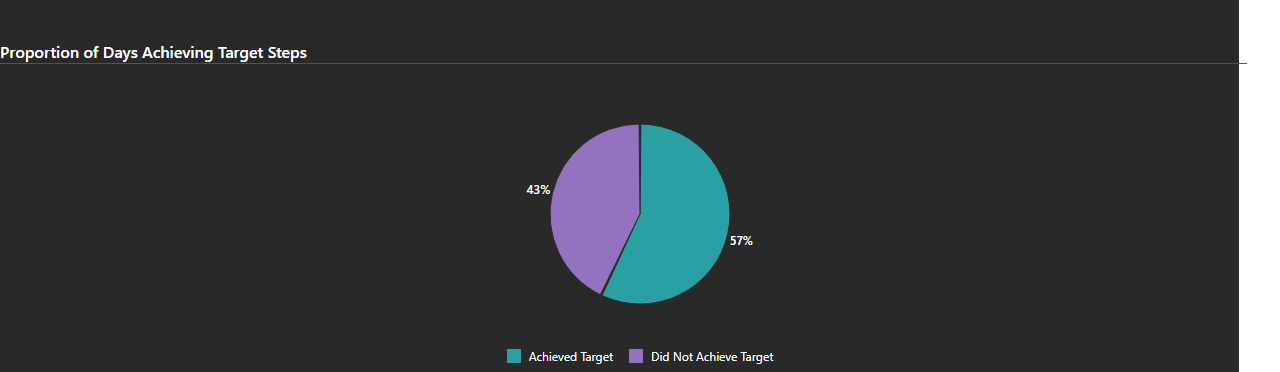 Proportion of Days Achieving Target Steps
43%
57%
Achieved Target
Did Not Achieve Target